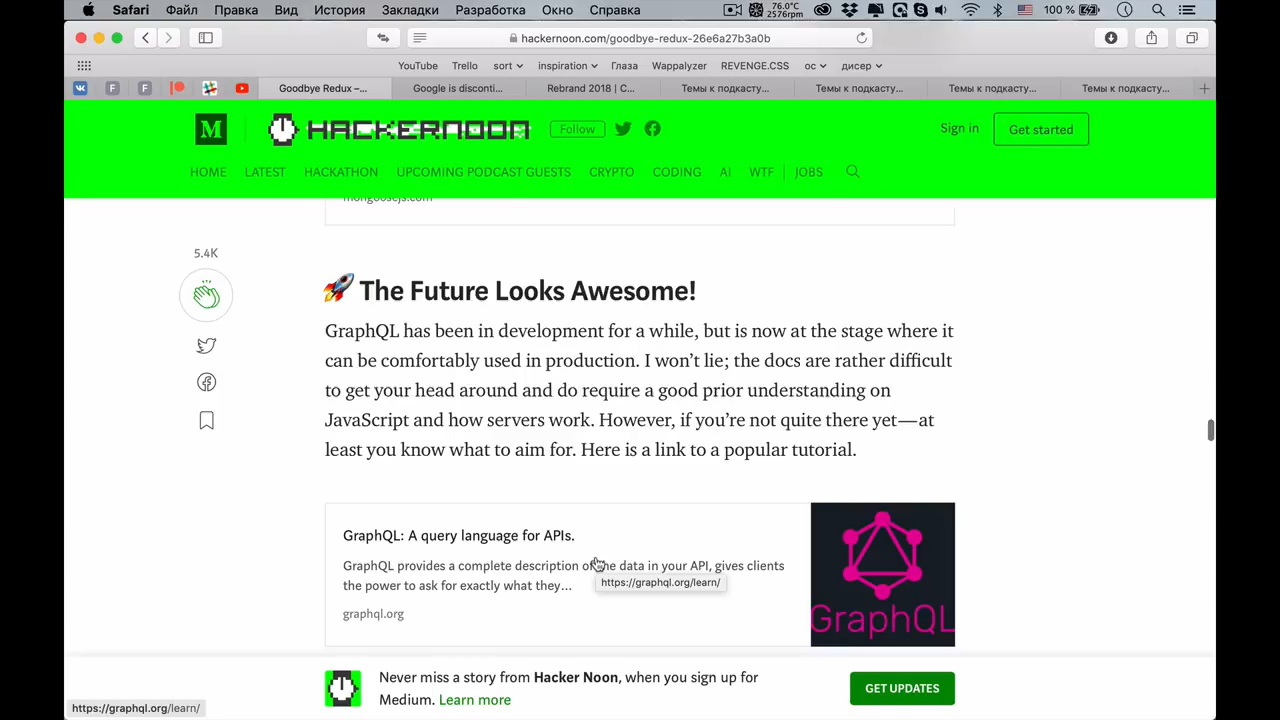 Safari Файл Правка Вид История Закладки Разработка Окно Справка 76.0°C 2576rpm 100 %
hackernoon.com/goodbye-redux-26e6a27b3a0b
YouTube Trello sort inspiration Глаза Wappalyzer REVENGE.CSS ос дисер
F F Goodbye Redux –... Google is disconti... Rebrand 2018 | C... Темы к подкасту... Темы к подкасту... Темы к подкасту... Темы к подкасту...
M HACKERNOON Follow Sign in Get started
HOME LATEST HACKATHON UPCOMING PODCAST GUESTS CRYPTO CODING AI WTF JOBS
mongoosejs.com
5.4K
🚀 The Future Looks Awesome!
GraphQL has been in development for a while, but is now at the stage where it
can be comfortably used in production. I won’t lie; the docs are rather difficult
to get your head around and do require a good prior understanding on
JavaScript and how servers work. However, if you’re not quite there yet—at
least you know what to aim for. Here is a link to a popular tutorial.
GraphQL: A query language for APIs.
GraphQL provides a complete description of the data in your API, gives clients
the power to ask for exactly what they...
https://graphql.org/learn/
graphql.org
GraphQL
Never miss a story from Hacker Noon, when you sign up for
Medium. Learn more
GET UPDATES
https://graphql.org/learn/